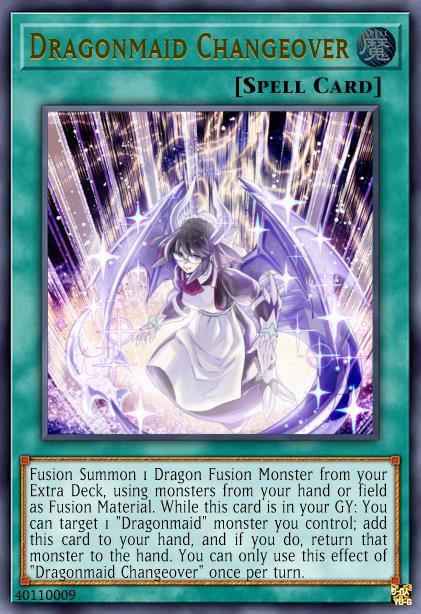 Dragonmaid Changeover
魔
[Spell Card]
Fusion Summon 1 Dragon Fusion Monster from your
Extra Deck, using monsters from your hand or field
as Fusion Material. While this card is in your GY: You
can target 1 "Dragonmaid" monster you control; add
this card to your hand, and if you do, return that
monster to the hand. You can only use this effect of
"Dragonmaid Changeover" once per turn.
40110009